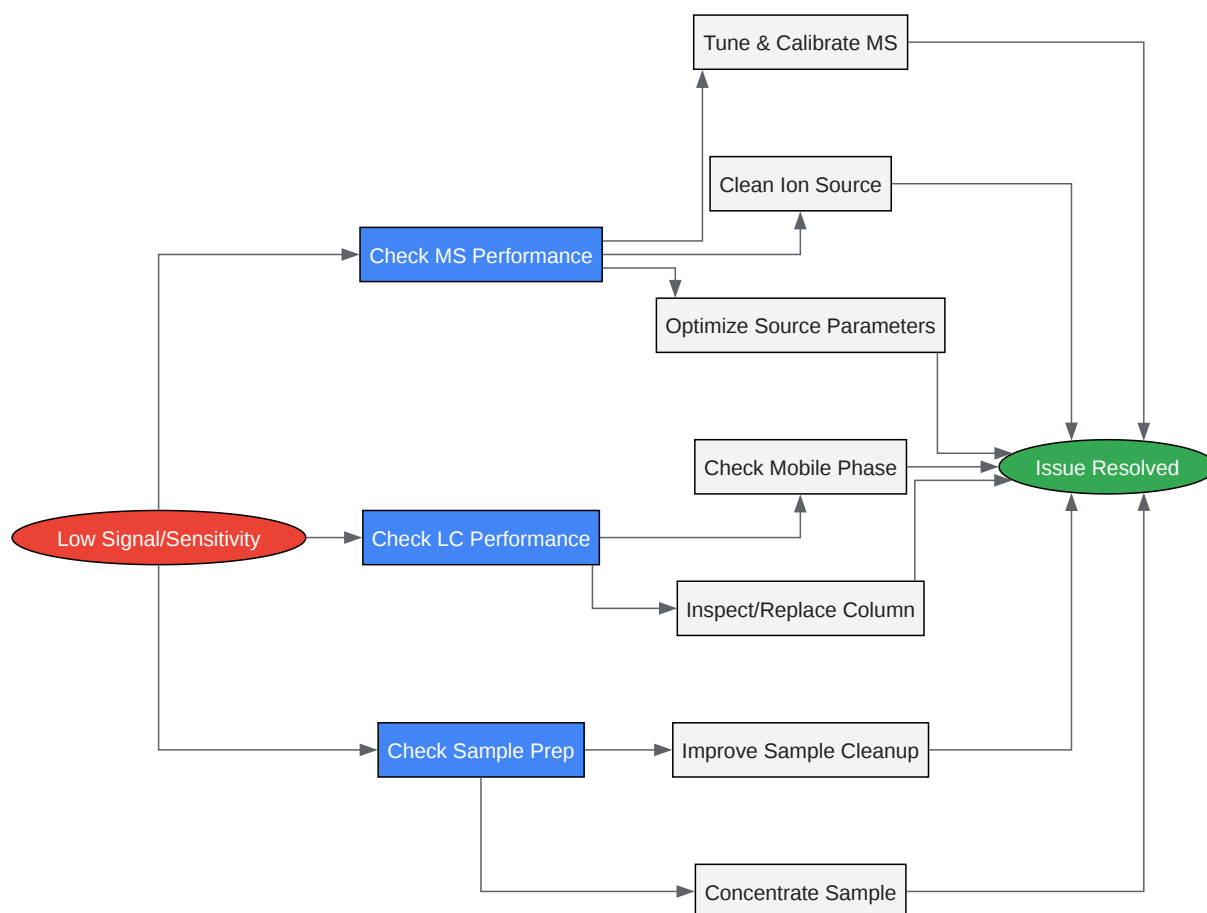 Tune & Calibrate MS
Clean Ion Source
Check MS Performance
Optimize Source Parameters
Check Mobile Phase
Issue Resolved
Low Signal/Sensitivity
Check LC Performance
Inspect/Replace Column
Check Sample Prep
Improve Sample Cleanup
Concentrate Sample